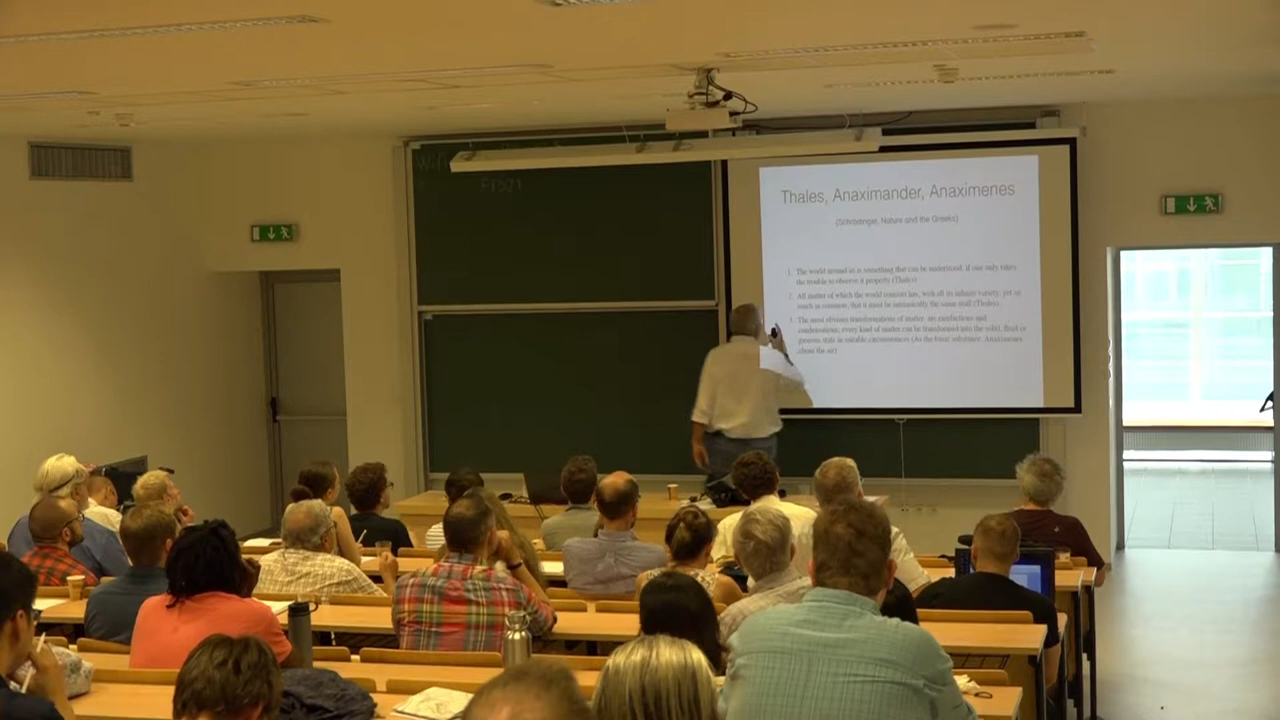 Thales, Anaximander, Anaximenes
(Schrödinger, Nature and the Greeks)
1. The world around us is something that can be understood, if one only takes
the trouble to observe it properly (Thales)
2. All matter of which the world consists has, with all its infinite variety, yet so
much in common, that it must be intrinsically the same stuff (Thales)
3. The most obvious transformations of matter, are rarefactions and
condensations; every kind of matter can be transformed into the solid, fluid or
gaseous state in suitable circumstances (As the basic substance, Anaximenes
about the air)